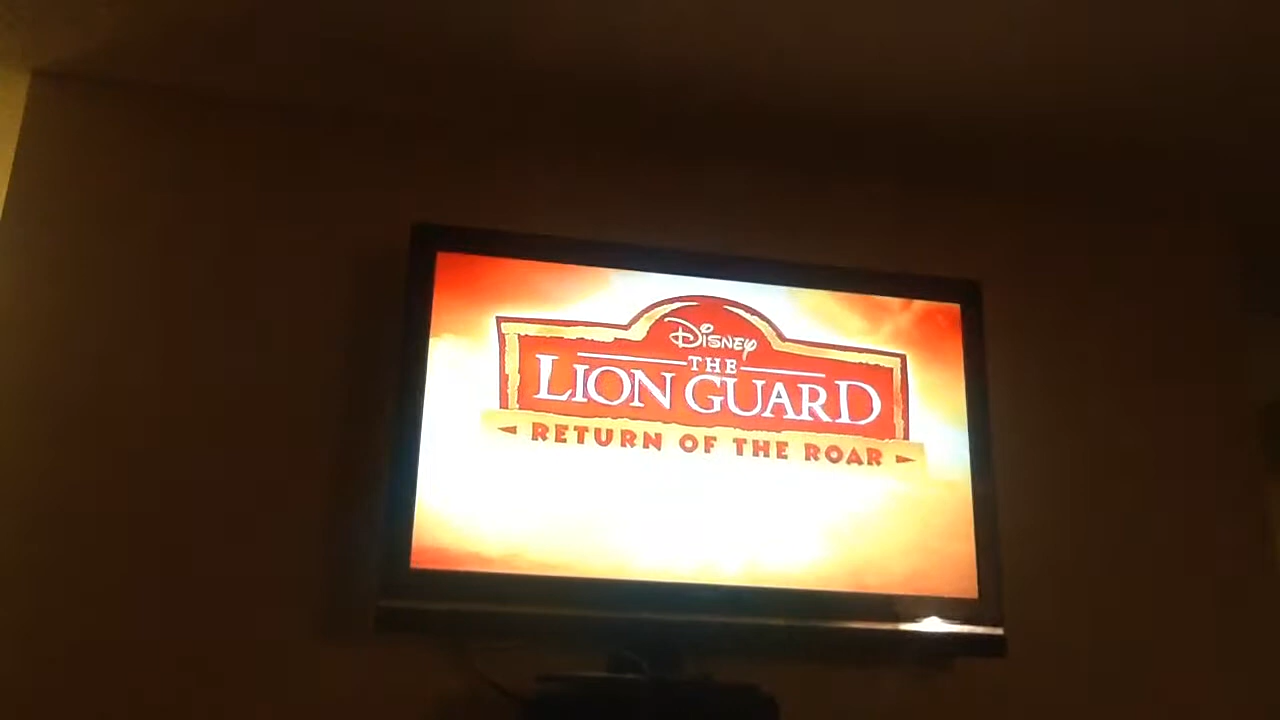 Disney
THE
LION GUARD
RETURN OF THE ROAR